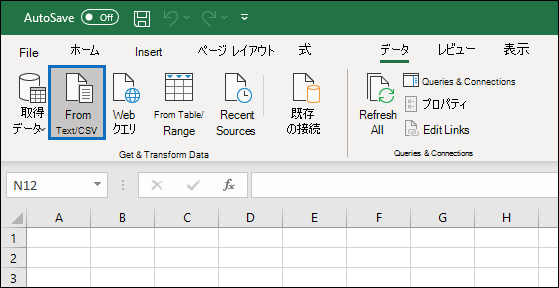 AutoSave Off
File ホーム Insert ページ レイアウト 式 データ レビュー 表示
取得
データ
From
Text/CSV
Web
クエリ
From Table/
Range
Recent
Sources
既存
の接続
Get & Transform Data
Refresh
All
Queries & Connections
プロパティ
Edit Links
Queries & Connections
N12 fx
A B C D E F G H
1
2
3